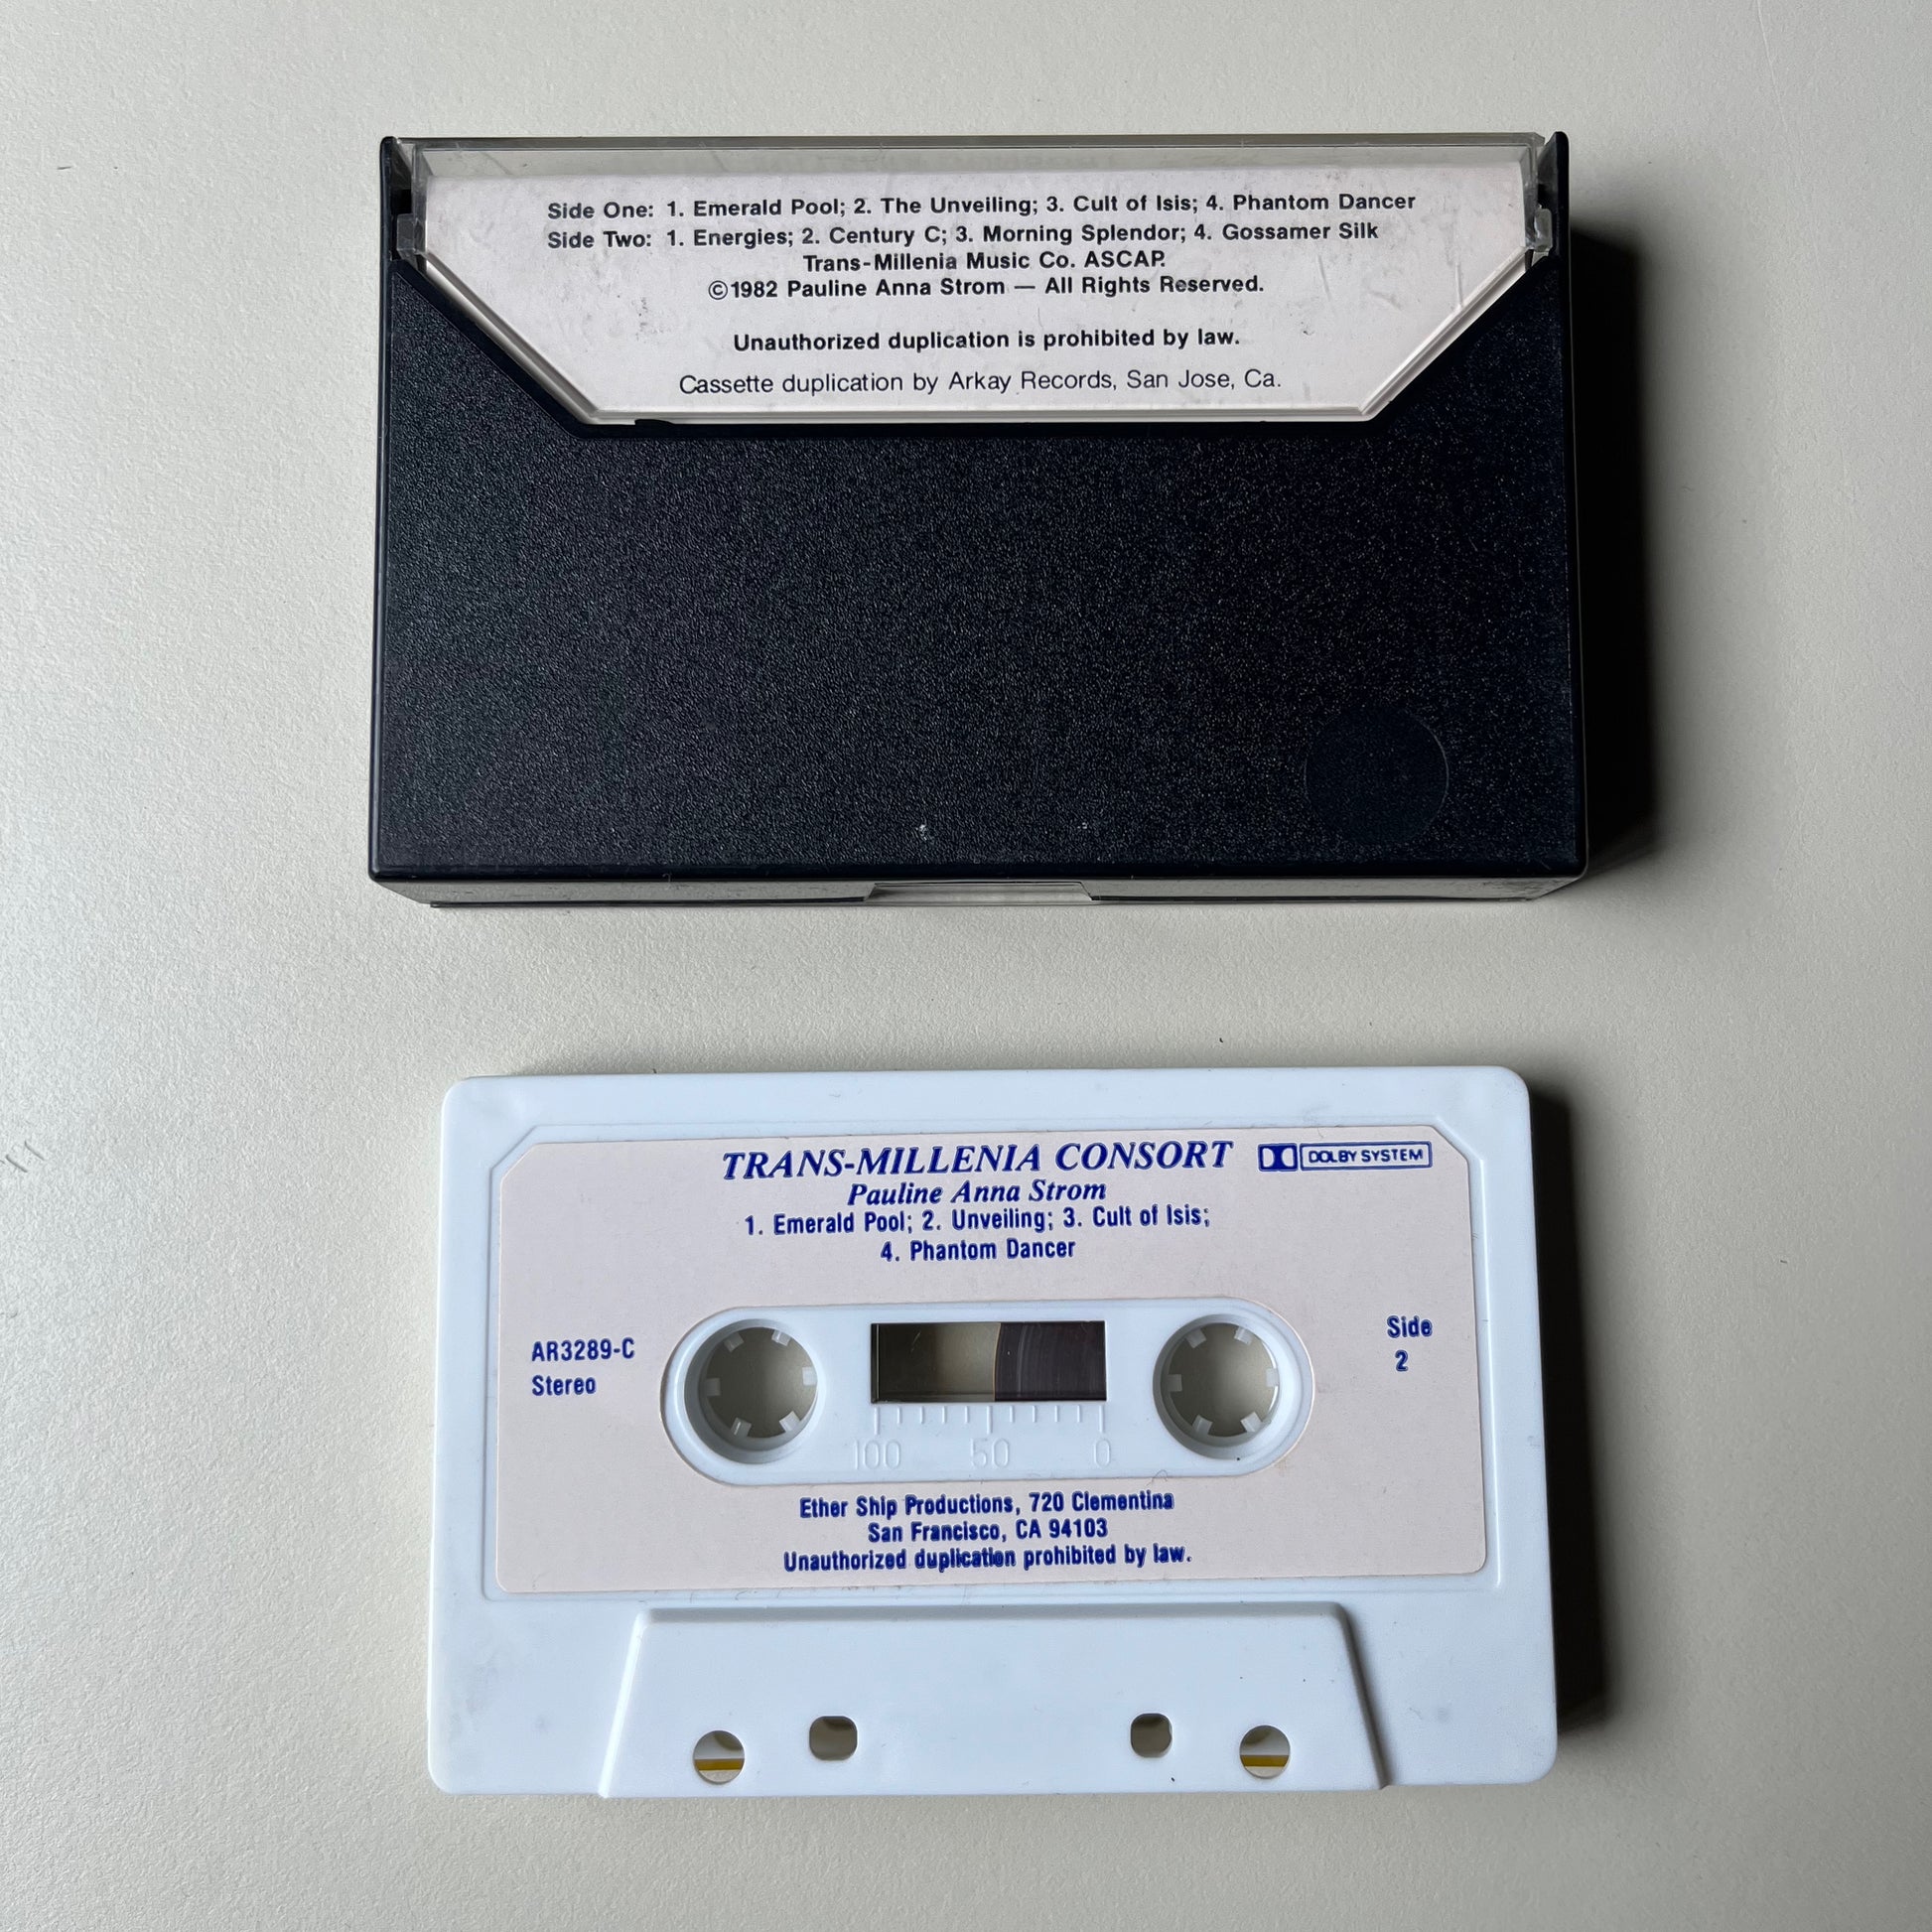 Side One: 1. Emerald Pool; 2. The Unveiling; 3. Cult of Isis; 4. Phantom Dancer
Side Two: 1. Energies; 2. Century C; 3. Morning Splendor; 4. Gossamer Silk
Trans-Millenia Music Co. ASCAP.
©1982 Pauline Anna Strom — All Rights Reserved.
Unauthorized duplication is prohibited by law.
Cassette duplication by Arkay Records, San Jose, Ca.
TRANS-MILLENIA CONSORT
DOLBY SYSTEM
Pauline Anna Strom
1. Emerald Pool; 2. Unveiling; 3. Cult of Isis;
4. Phantom Dancer
AR3289-C
Stereo
Side
2
100 50 0
Ether Ship Productions, 720 Clementina
San Francisco, CA 94103
Unauthorized duplication prohibited by law.